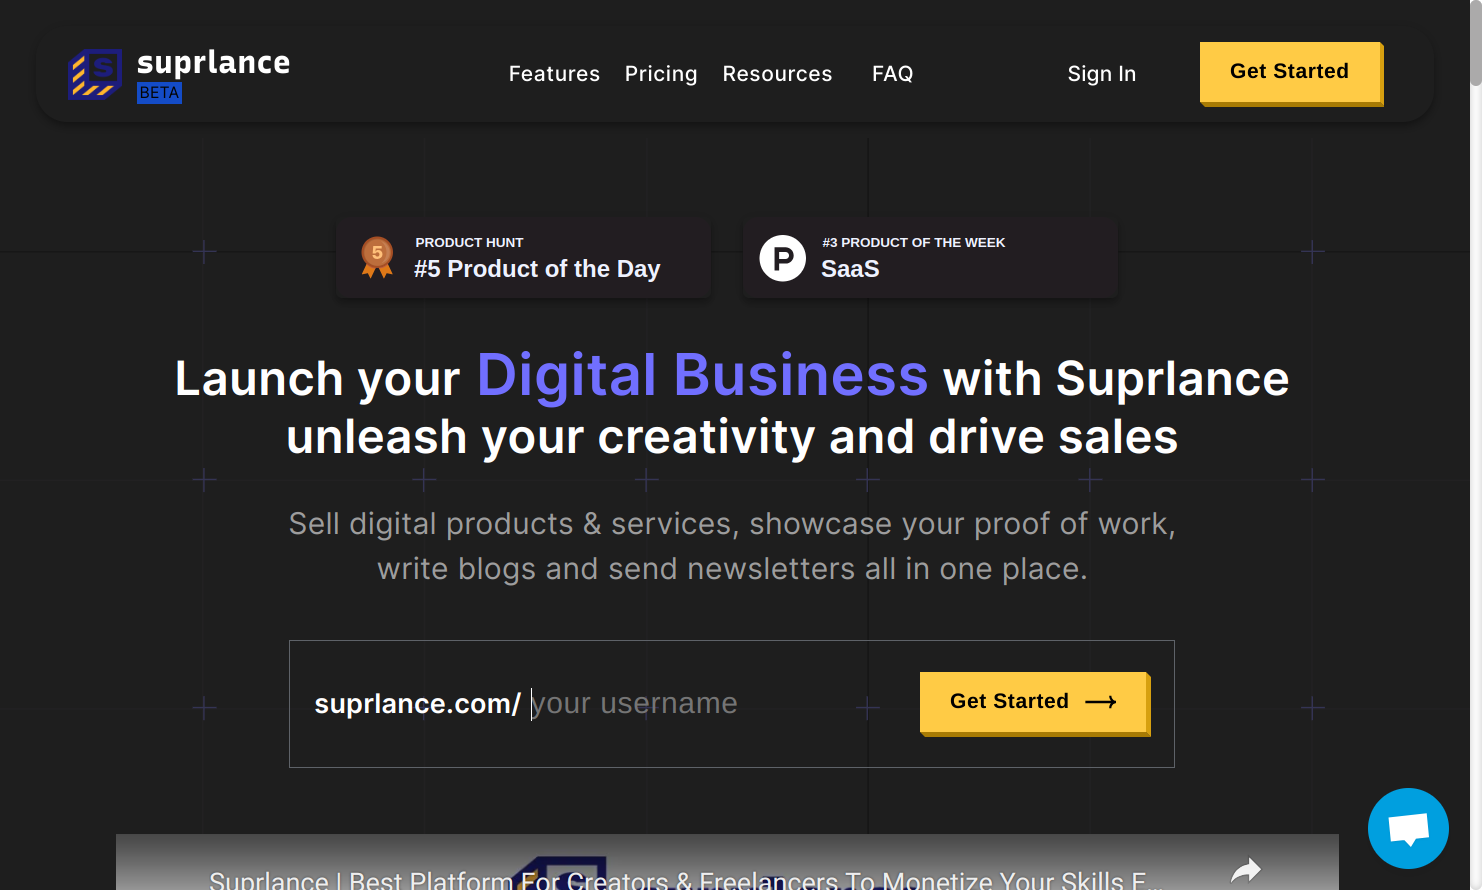 suprlance
BETA
Features Pricing Resources FAQ Sign In Get Started
5
PRODUCT HUNT
#5 Product of the Day
P
#3 PRODUCT OF THE WEEK
SaaS
Launch your Digital Business with Suprlance
unleash your creativity and drive sales
Sell digital products & services, showcase your proof of work,
write blogs and send newsletters all in one place.
suprlance.com/ your username Get Started →
Suprlance | Best Platform For Creators & Freelancers To Monetize Your Skills F...